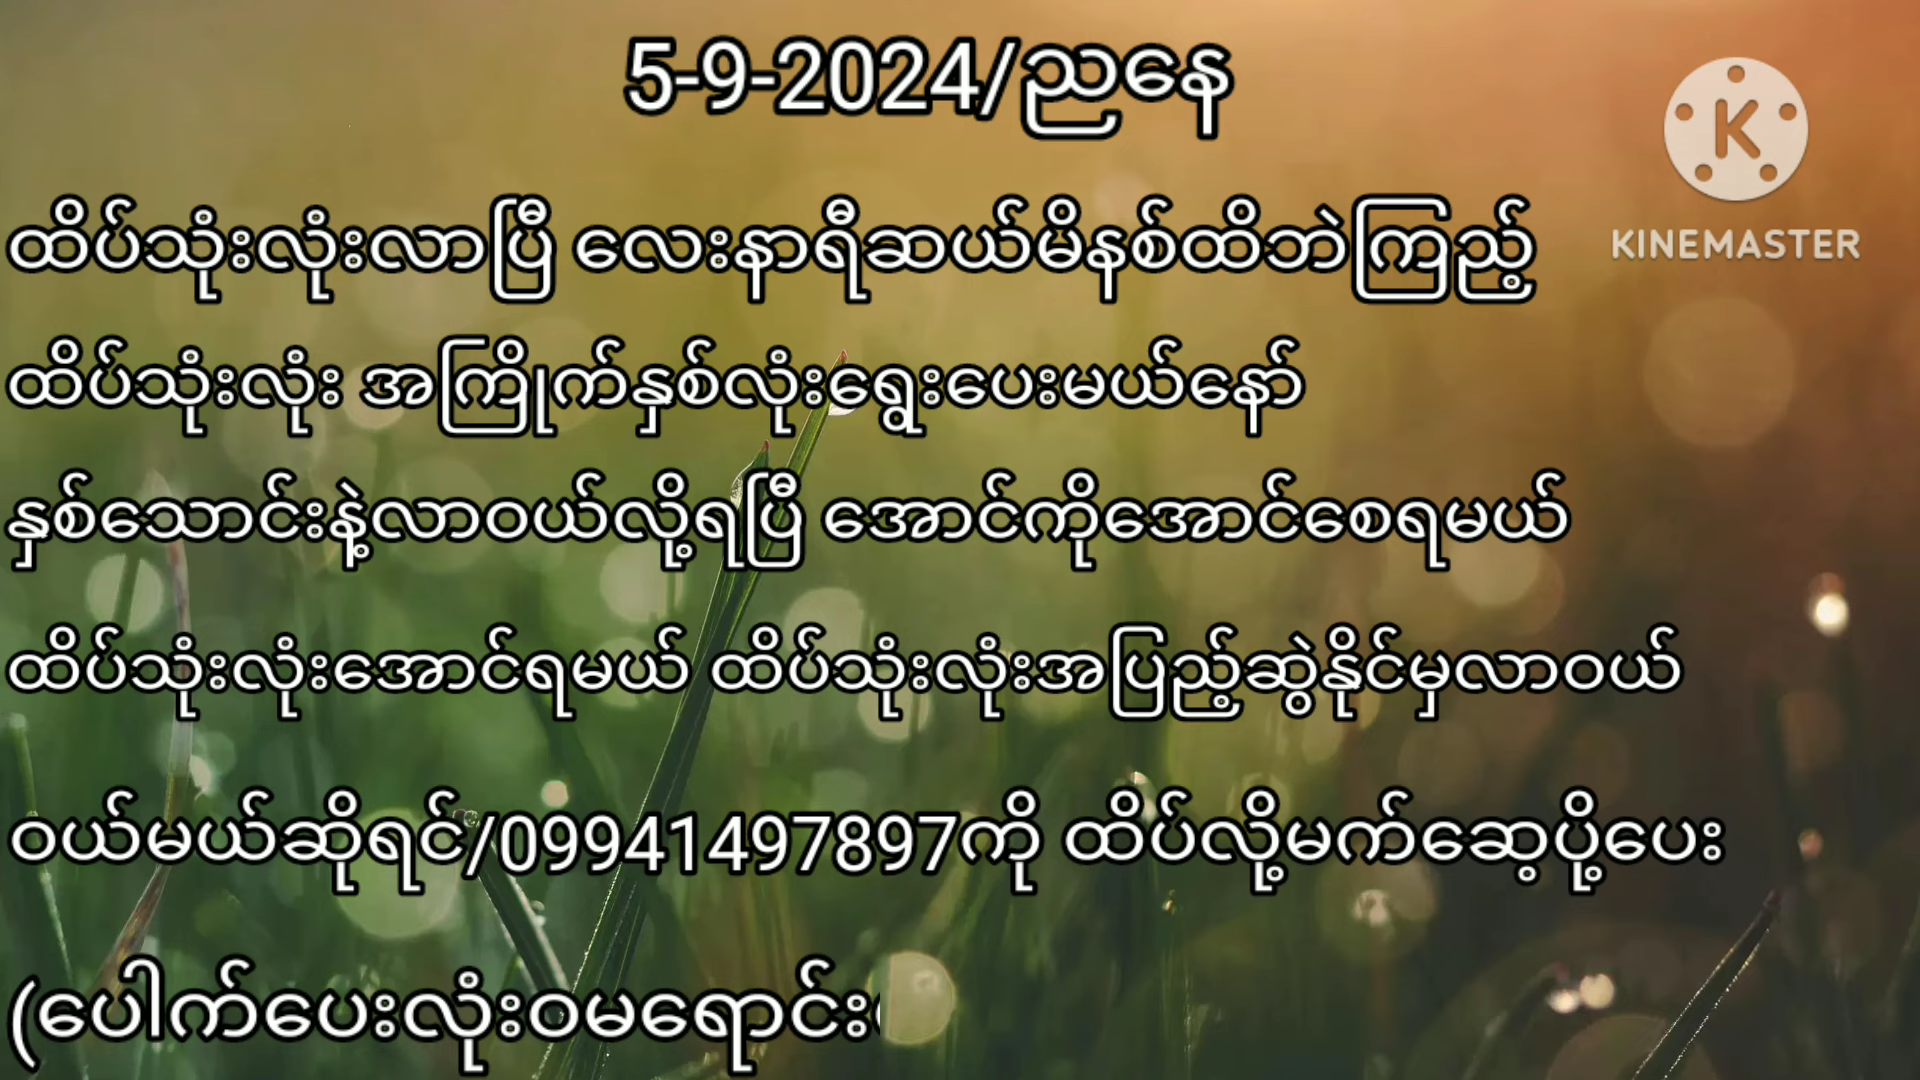 5-9-2024/ညနေ
KINEMASTER
ထိပ်သုံးလုံးလာပြီ လေးနာရီဆယ်မိနစ်ထိဘဲကြည့်
ထိပ်သုံးလုံး အကြိုက်နှစ်လုံးရွေးပေးမယ်နော်
နှစ်သောင်းနဲ့လာဝယ်လို့ရပြီ အောင်ကိုအောင်စေရမယ်
ထိပ်သုံးလုံးအောင်ရမယ် ထိပ်သုံးလုံးအပြည့်ဆွဲနိုင်မှလာဝယ်
ဝယ်မယ်ဆိုရင်/09941497897ကို ထိပ်လို့မက်ဆေ့ပို့ပေး
(ပေါက်ပေးလုံးဝမရောင်း